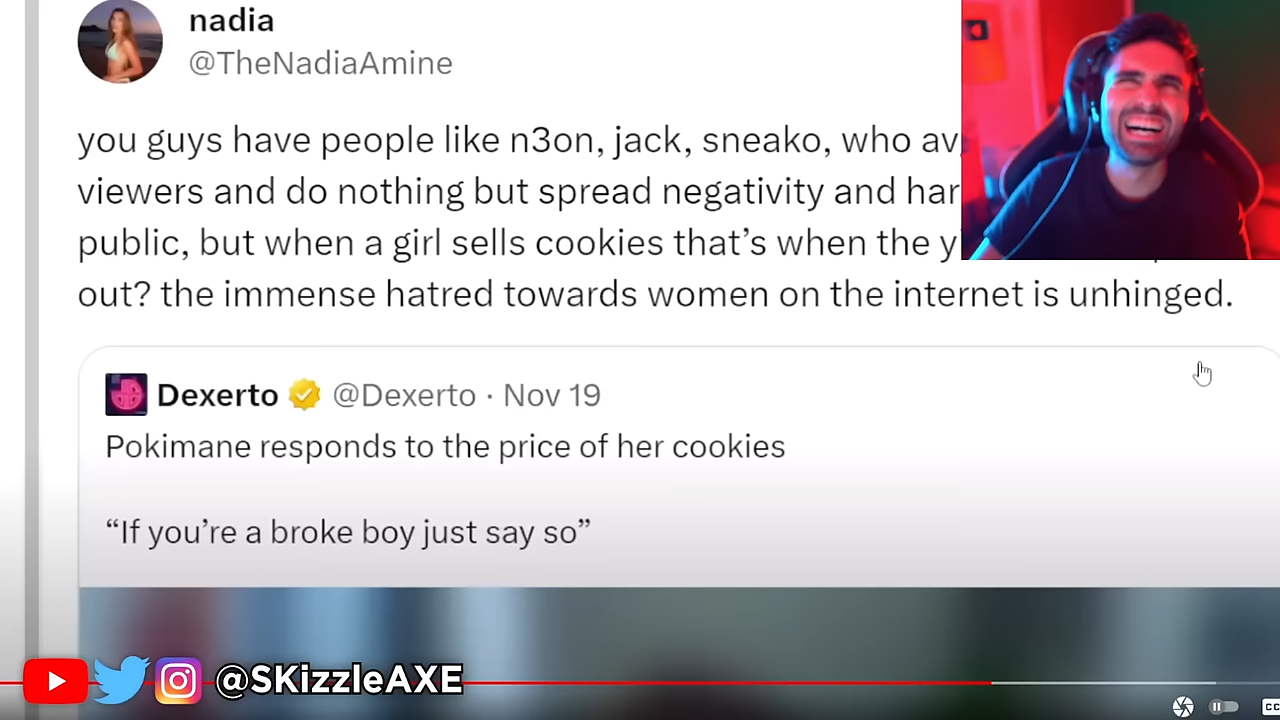 nadia
@TheNadiaAmine
you guys have people like n3on, jack, sneako, who
viewers and do nothing but spread negativity and
public, but when a girl sells cookies that's when the
out? the immense hatred towards women on the internet is unhinged.
Dexerto @Dexerto · Nov 19
Pokimane responds to the price of her cookies
“If you're a broke boy just say so”
@SKizzleAXE
CC